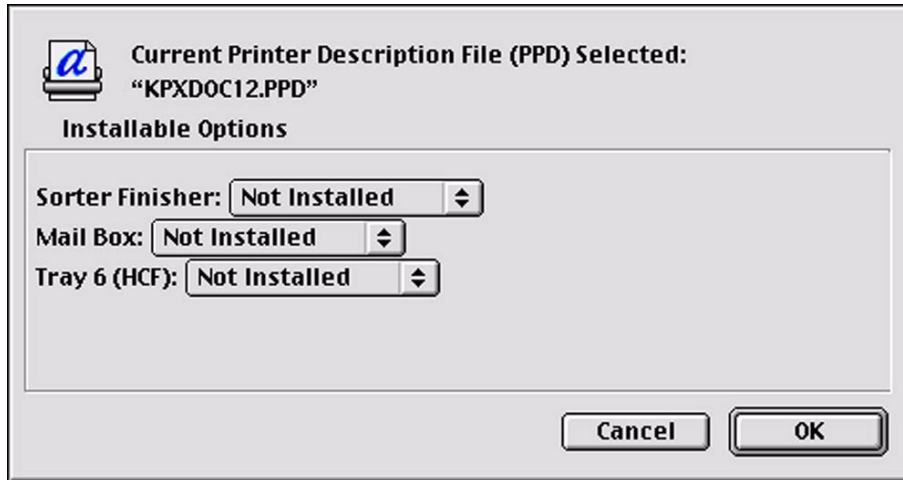 Current Printer Description File (PPD) Selected:
“KPXDOC12.PPD”
Installable Options
Sorter Finisher: Not Installed
Mail Box: Not Installed
Tray 6 (HCF): Not Installed
Cancel OK